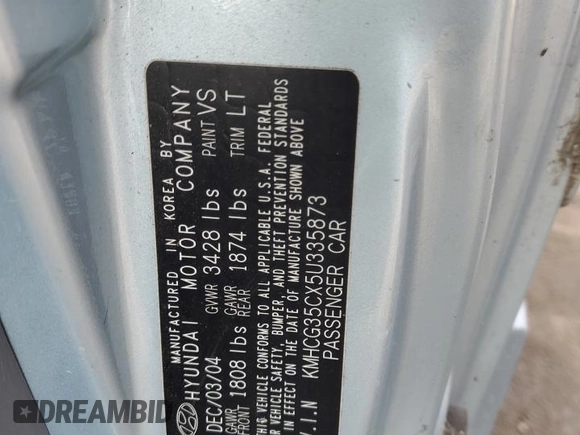 MANUFACTURED IN KOREA BY
HYUNDAI MOTOR COMPANY
DEC/03/04 GVWR 3428 lbs PAINT VS
GAWR FRONT 1808 lbs GAWR REAR 1874 lbs TRIM LT
THIS VEHICLE CONFORMS TO ALL APPLICABLE U.S.A. FEDERAL
SAFETY, BUMPER, AND THEFT PREVENTION STANDARDS
IN EFFECT ON THE DATE OF MANUFACTURE SHOWN ABOVE
V.I.N KMHCG35CX5U335873
PASSENGER CAR
DREAMBID